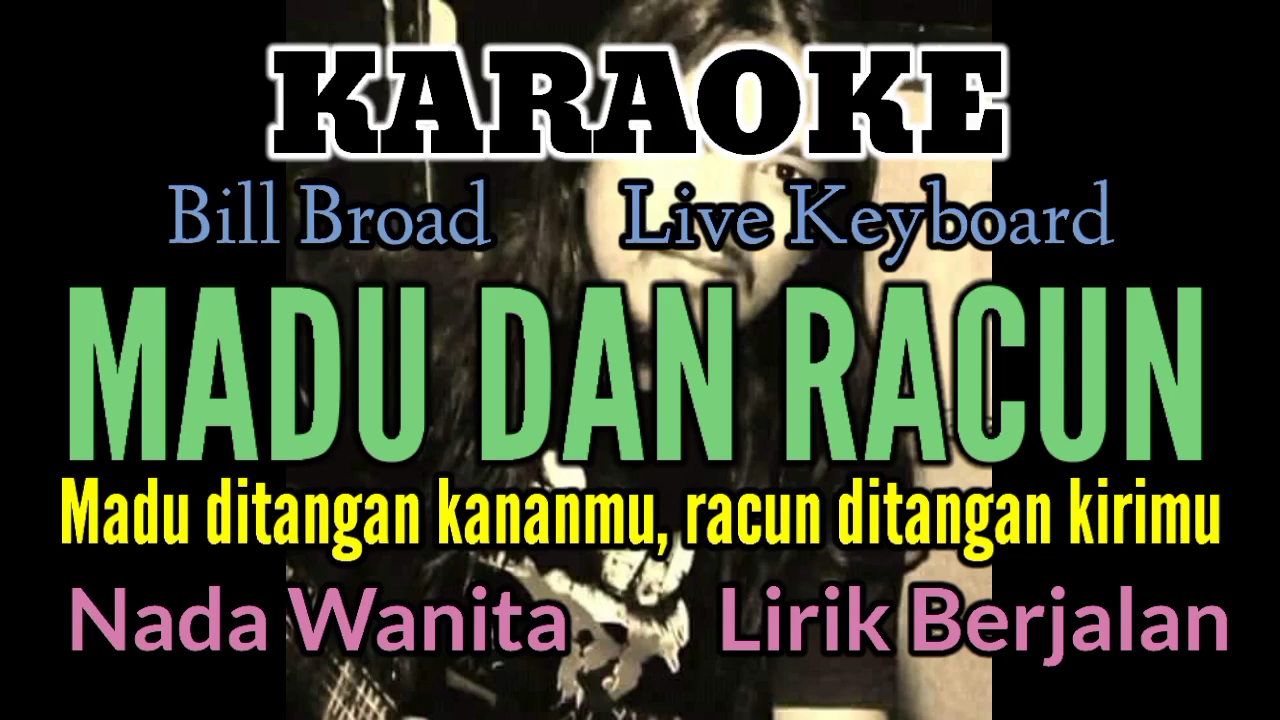 KARAOKE
Bill Broad Live Keyboard
MADU DAN RACUN
Madu ditangan kananmu, racun ditangan kirimu
Nada Wanita Lirik Berjalan